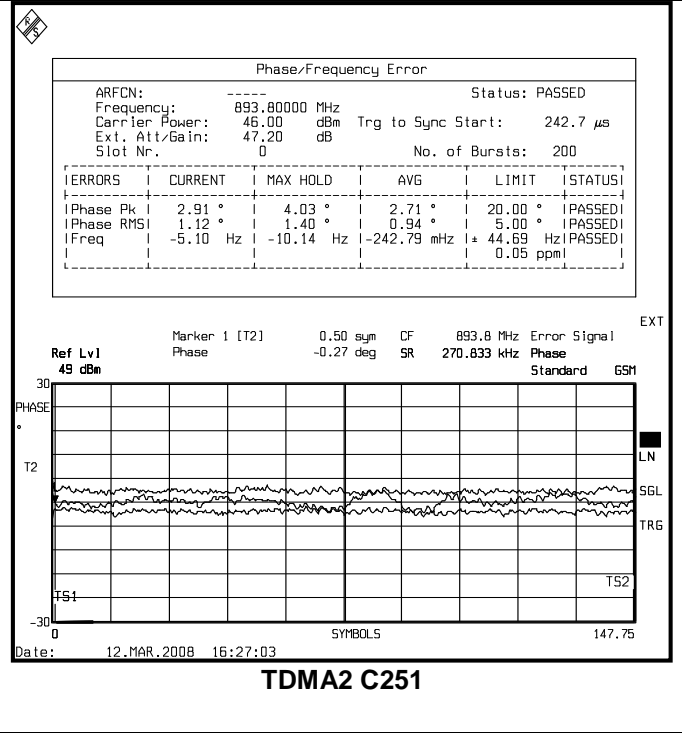 R S
Phase/Frequency Error
ARFCN: ----- Status: PASSED
Frequency: 893.80000 MHz
Carrier Power: 46.00 dBm Trg to Sync Start: 242.7 µs
Ext. Att/Gain: 47.20 dB
Slot Nr. 0 No. of Bursts: 200
ERRORS CURRENT MAX HOLD AVG LIMIT STATUS
Phase Pk 2.91 ° 4.03 ° 2.71 ° 20.00 ° PASSED
Phase RMS 1.12 ° 1.40 ° 0.94 ° 5.00 ° PASSED
Freq -5.10 Hz -10.14 Hz -242.79 mHz ± 44.69 Hz PASSED
0.05 ppm
EXT
Marker 1 [T2] 0.50 sym CF 893.8 MHz Error Signal
Ref Lvl Phase -0.27 deg SR 270.833 kHz Phase
49 dBm Standard GSM
30
PHASE
°
LN
T2
SGL
TRG
TS2
TS1
-30
0 SYMBOLS 147.75
Date: 12.MAR.2008 16:27:03
TDMA2 C251